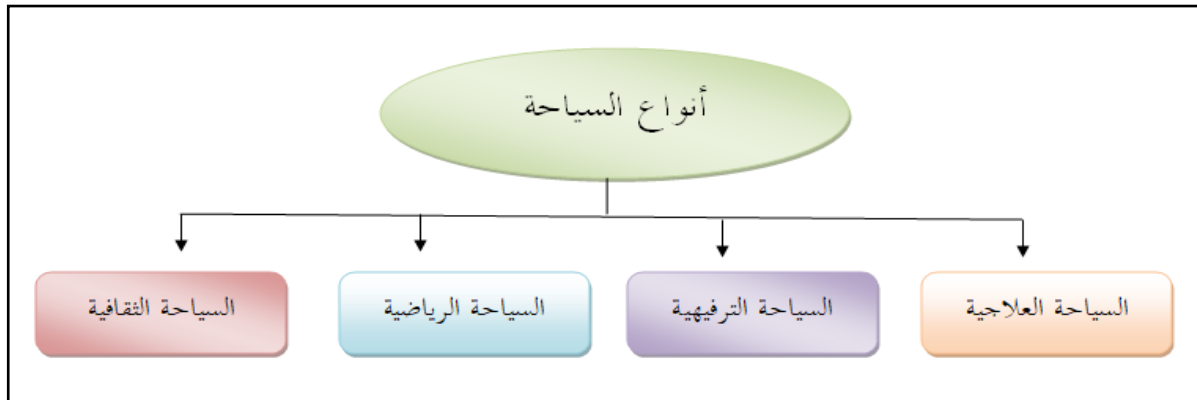 أنواع السياحة
السياحة العلاجية
السياحة الترفيهية
السياحة الرياضية
السياحة الثقافية